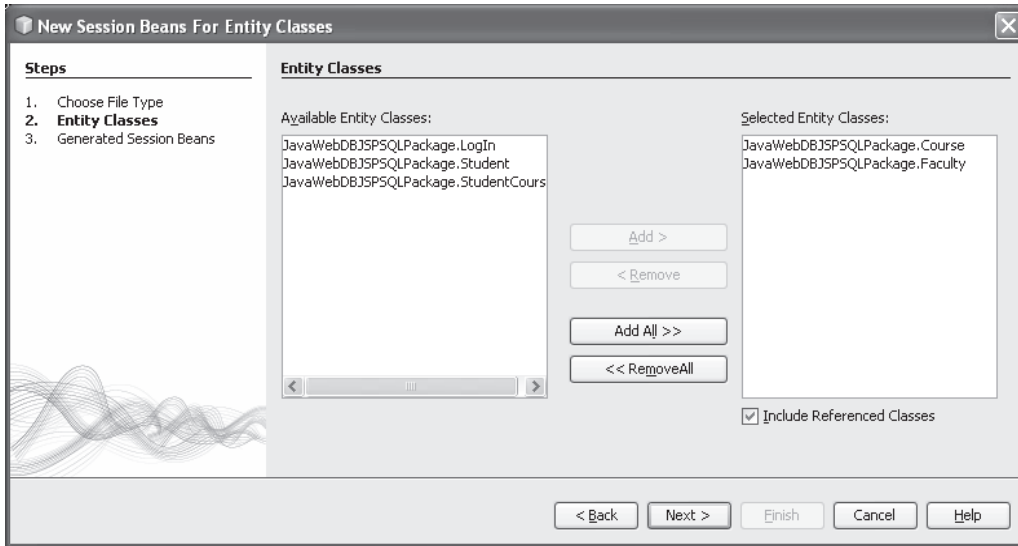 New Session Beans For Entity Classes
Steps
1. Choose File Type
2. Entity Classes
3. Generated Session Beans
Entity Classes
Available Entity Classes:
JavaWebDBJSPSQLPackage.LogIn
JavaWebDBJSPSQLPackage.Student
JavaWebDBJSPSQLPackage.StudentCours
Add >
< Remove
Add All >>
<< RemoveAll
Selected Entity Classes:
JavaWebDBJSPSQLPackage.Course
JavaWebDBJSPSQLPackage.Faculty
Include Referenced Classes
< Back
Next >
Finish
Cancel
Help